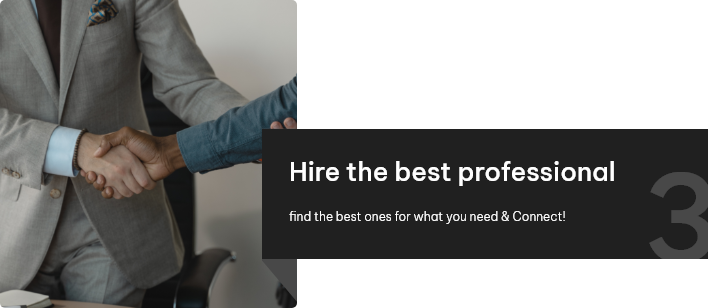 Hire the best professional
find the best ones for what you need & Connect!
3